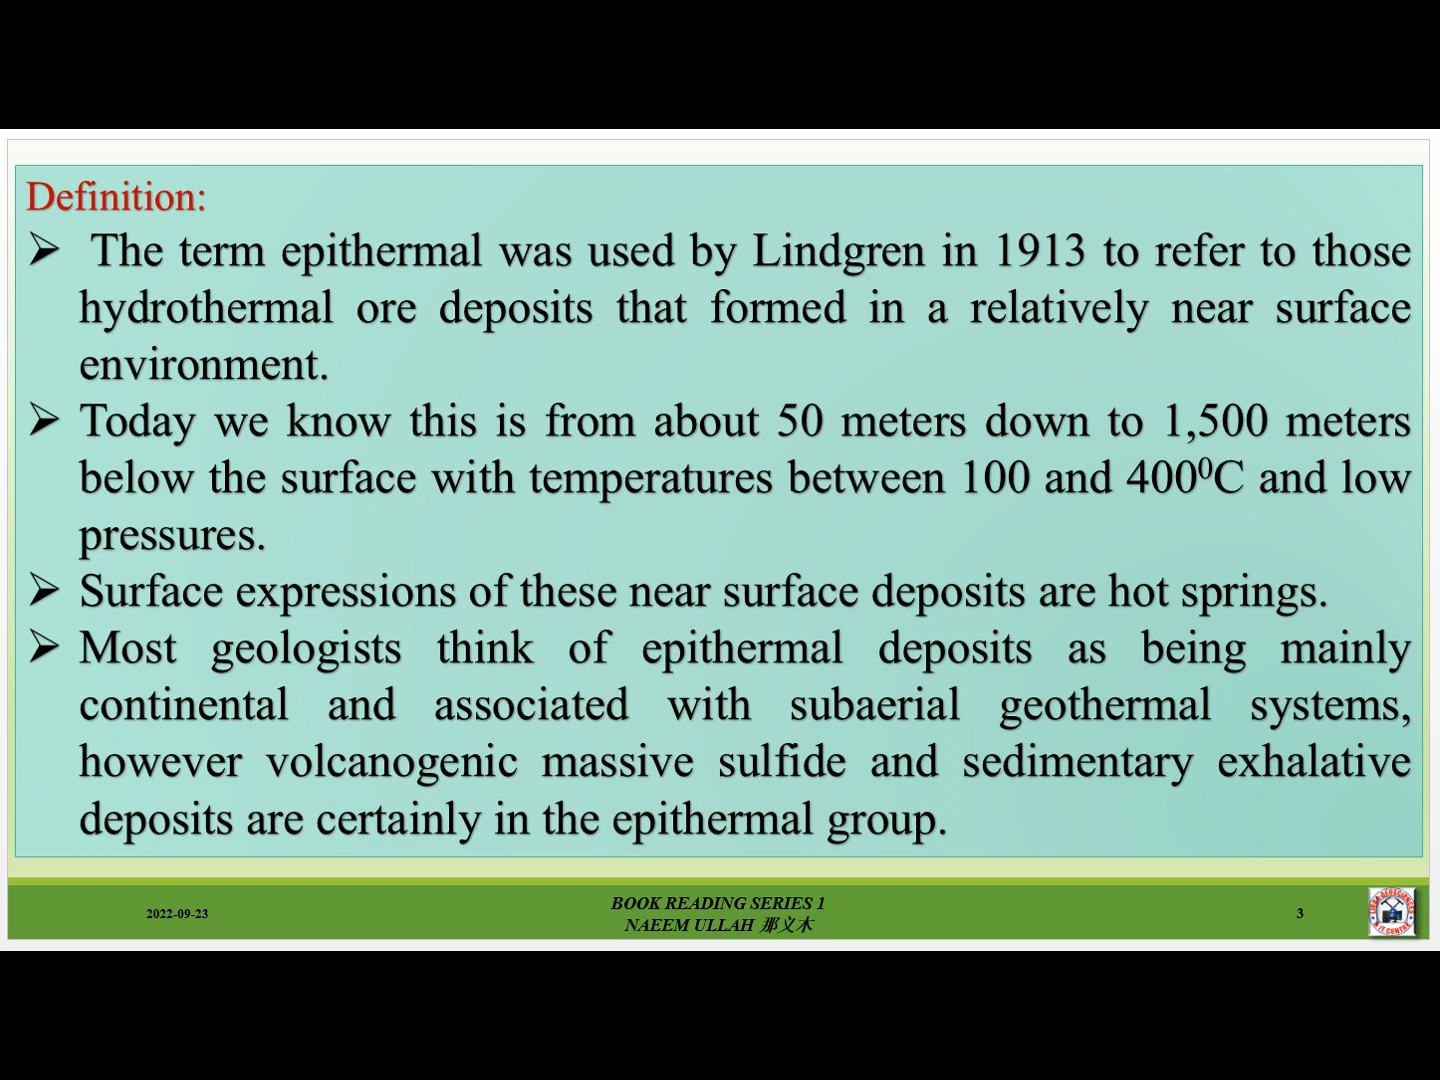 Definition:
➢ The term epithermal was used by Lindgren in 1913 to refer to those
hydrothermal ore deposits that formed in a relatively near surface
environment.
➢ Today we know this is from about 50 meters down to 1,500 meters
below the surface with temperatures between 100 and 400⁰C and low
pressures.
➢ Surface expressions of these near surface deposits are hot springs.
➢ Most geologists think of epithermal deposits as being mainly
continental and associated with subaerial geothermal systems,
however volcanogenic massive sulfide and sedimentary exhalative
deposits are certainly in the epithermal group.
2022-09-23
BOOK READING SERIES 1
NAEEM ULLAH 那义木
3